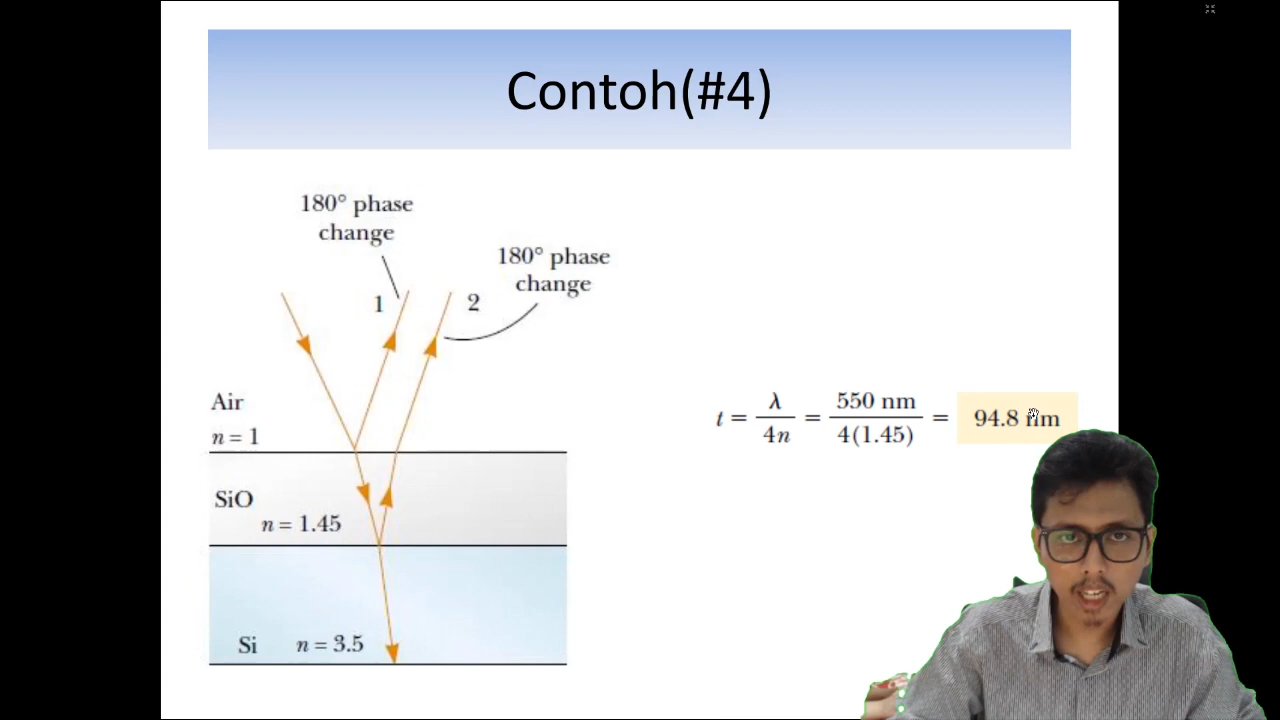 Contoh(#4)
180° phase
change
180° phase
change
1
2
Air
n = 1
SiO
n = 1.45
Si n = 3.5
t = λ/4n = 550 nm/4(1.45) = 94.8 nm